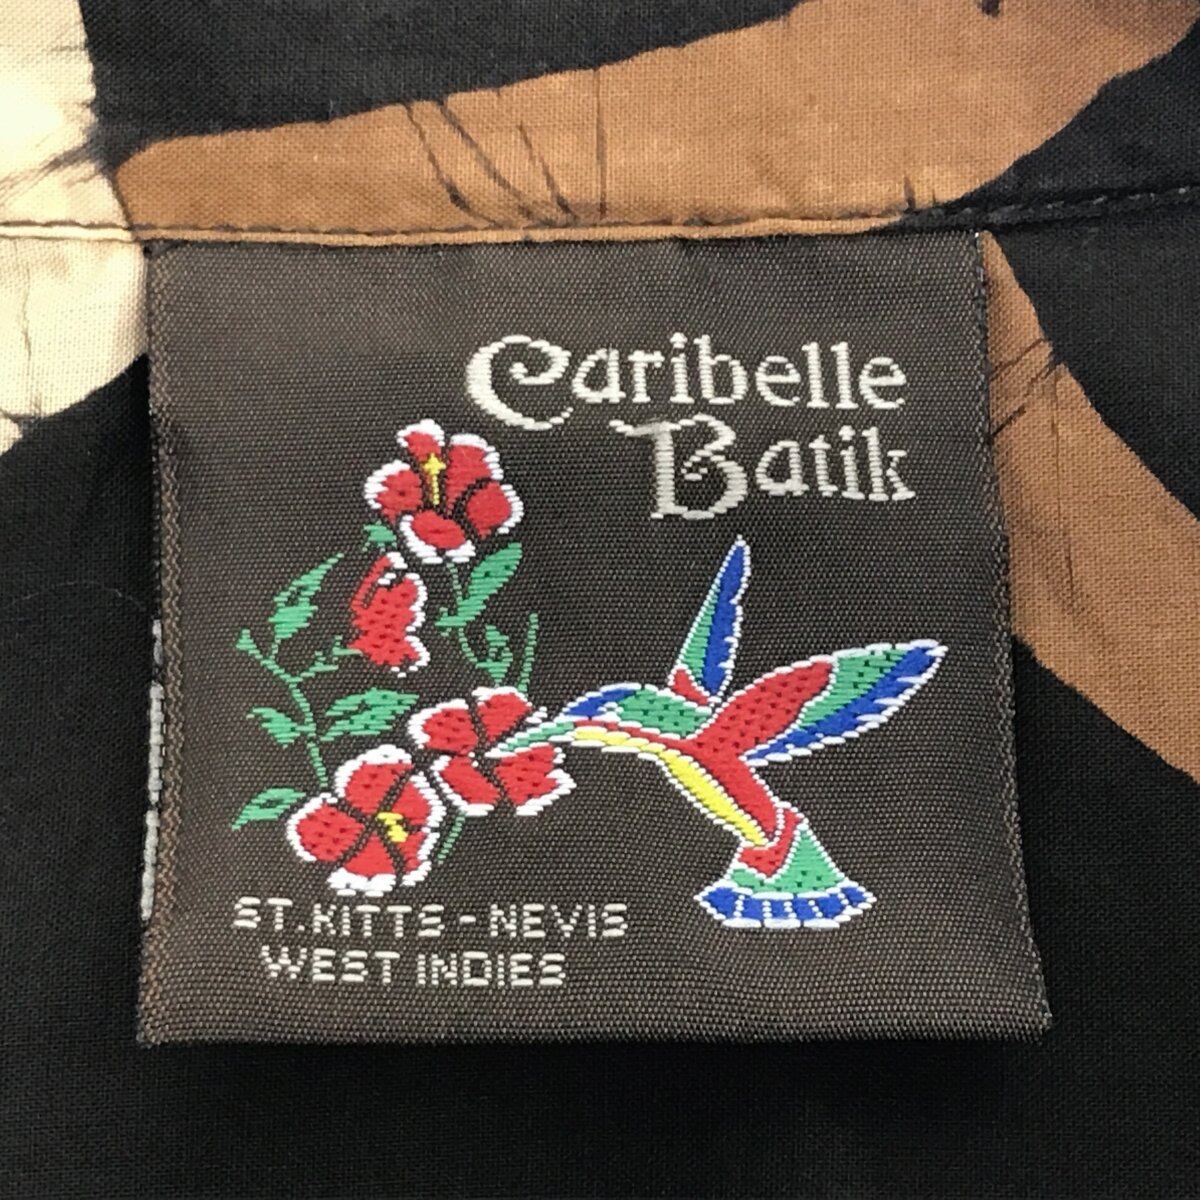 Caribelle
Batik
ST.KITTS - NEVIS
WEST INDIES